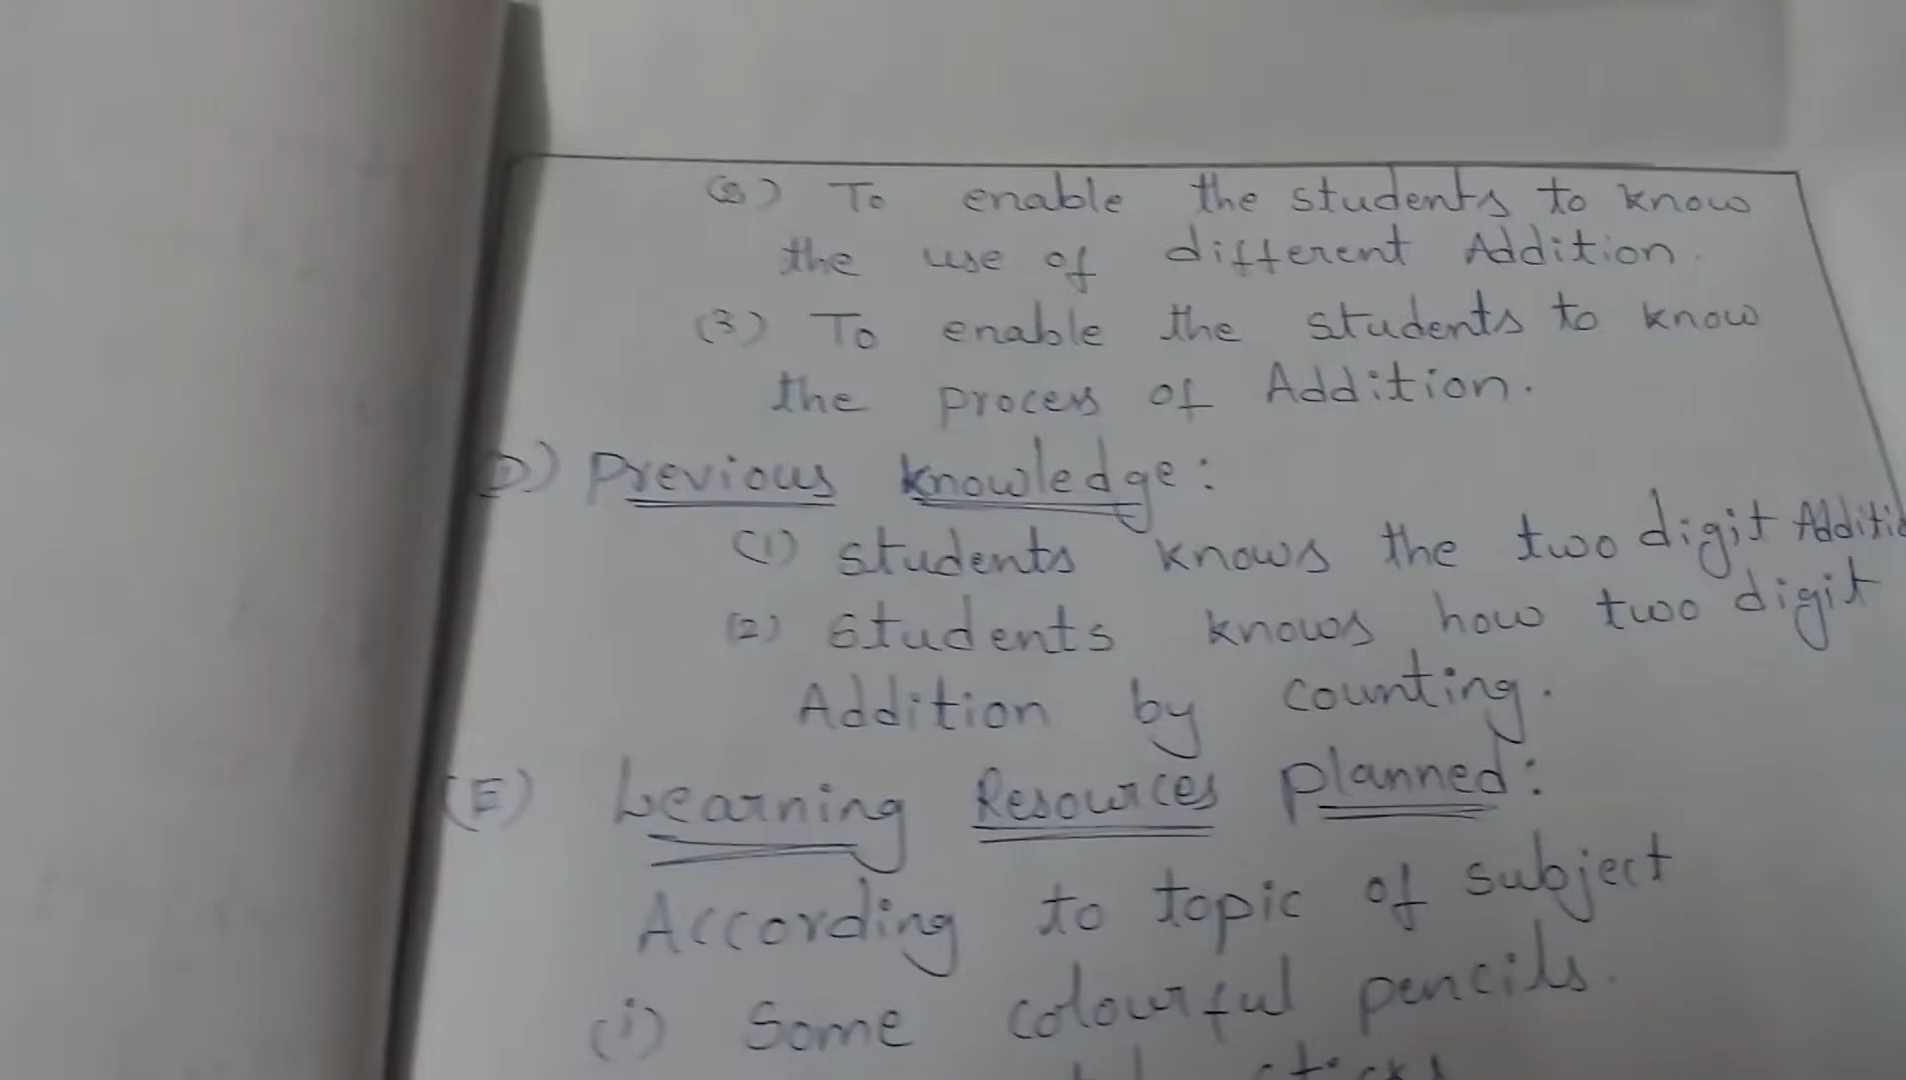 (2) To enable the students to know
the use of different Addition.
(3) To enable the students to know
the process of Addition.
D) Previous knowledge:
(1) students knows the two digit Additio
(2) students knows how two digit
Addition by counting.
(E) Learning Resources planned:
According to topic of subject
(i) Some colourful pencils.